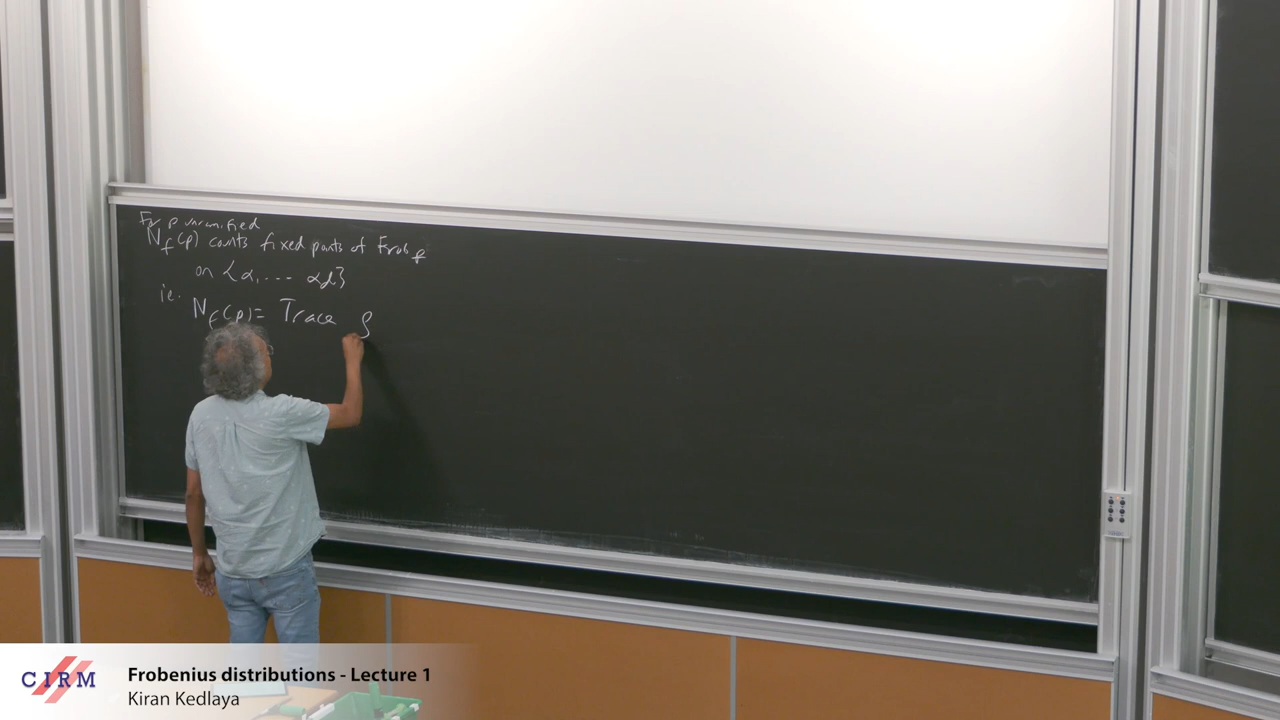 For p unramified
N_f(p) counts fixed points of Frob_p
on {α, ... α_d}
i.e. N_f(p) = Trace ρ
CIRM
Frobenius distributions - Lecture 1
Kiran Kedlaya